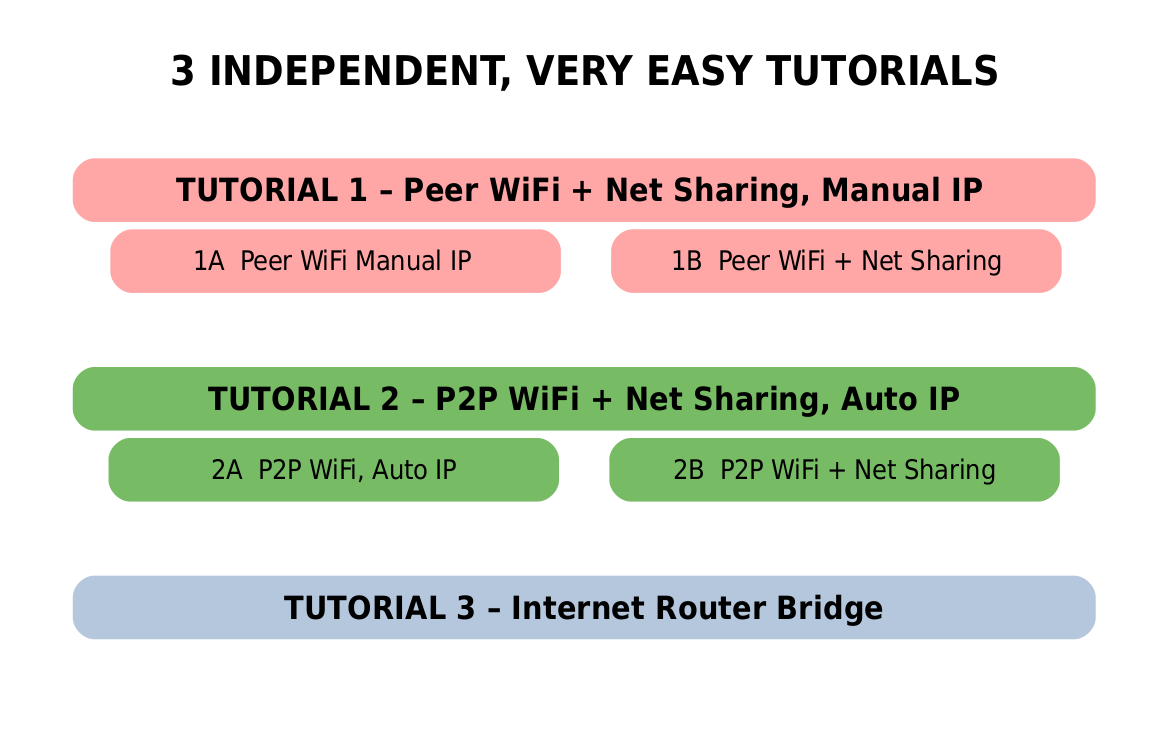 3 INDEPENDENT, VERY EASY TUTORIALS
TUTORIAL 1 – Peer WiFi + Net Sharing, Manual IP
1A  Peer WiFi Manual IP
1B  Peer WiFi + Net Sharing
TUTORIAL 2 – P2P WiFi + Net Sharing, Auto IP
2A  P2P WiFi, Auto IP
2B  P2P WiFi + Net Sharing
TUTORIAL 3 – Internet Router Bridge